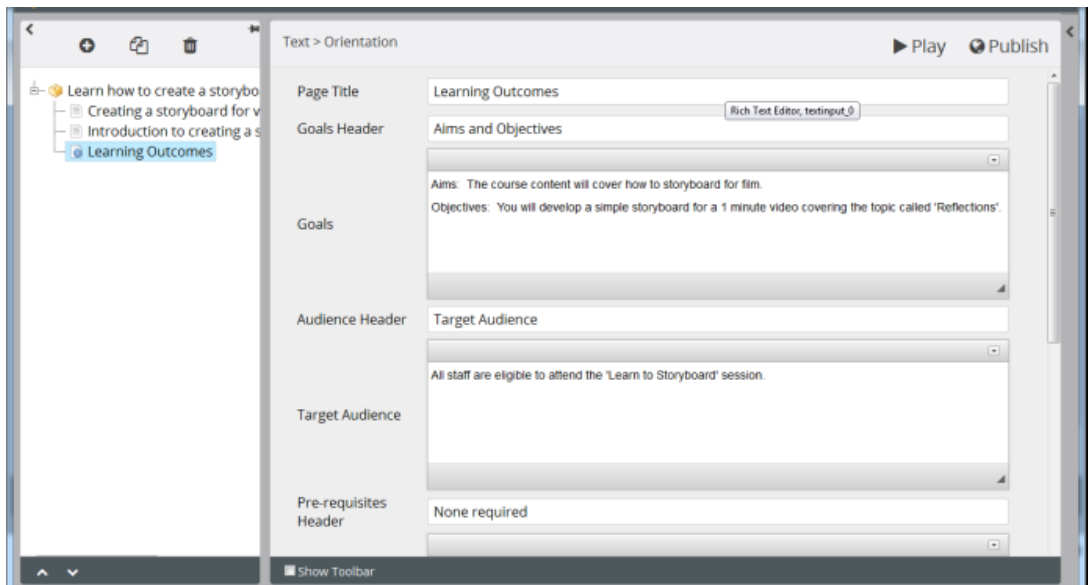 Text > Orientation
Play
Publish
Learn how to create a storybo
Creating a storyboard for v
Introduction to creating a s
Learning Outcomes
Page Title
Learning Outcomes
Rich Text Editor, textinput_0
Goals Header
Aims and Objectives
Goals
Aims: The course content will cover how to storyboard for film.
Objectives: You will develop a simple storyboard for a 1 minute video covering the topic called 'Reflections'.
Audience Header
Target Audience
Target Audience
All staff are eligible to attend the 'Learn to Storyboard' session.
Pre-requisites
Header
None required
Show Toolbar